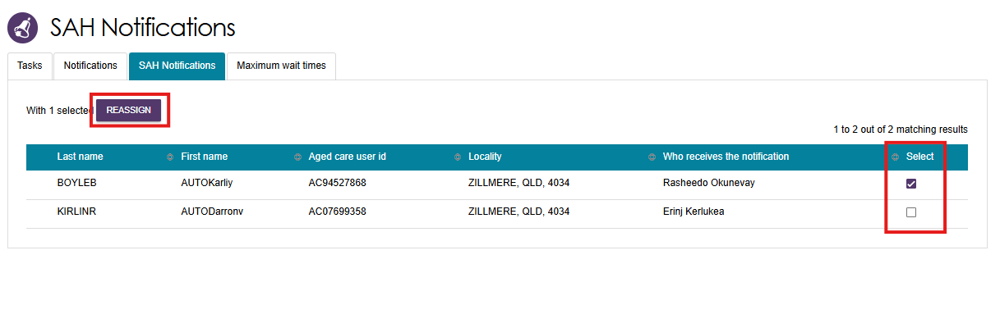 SAH Notifications
Tasks Notifications SAH Notifications Maximum wait times
With 1 selected REASSIGN
1 to 2 out of 2 matching results
Last name First name Aged care user id Locality Who receives the notification Select
BOYLEB AUTOKarliy AC94527868 ZILLMERE, QLD, 4034 Rasheedo Okunevay
KIRLINR AUTODarronv AC07699358 ZILLMERE, QLD, 4034 Erinj Kerlukea